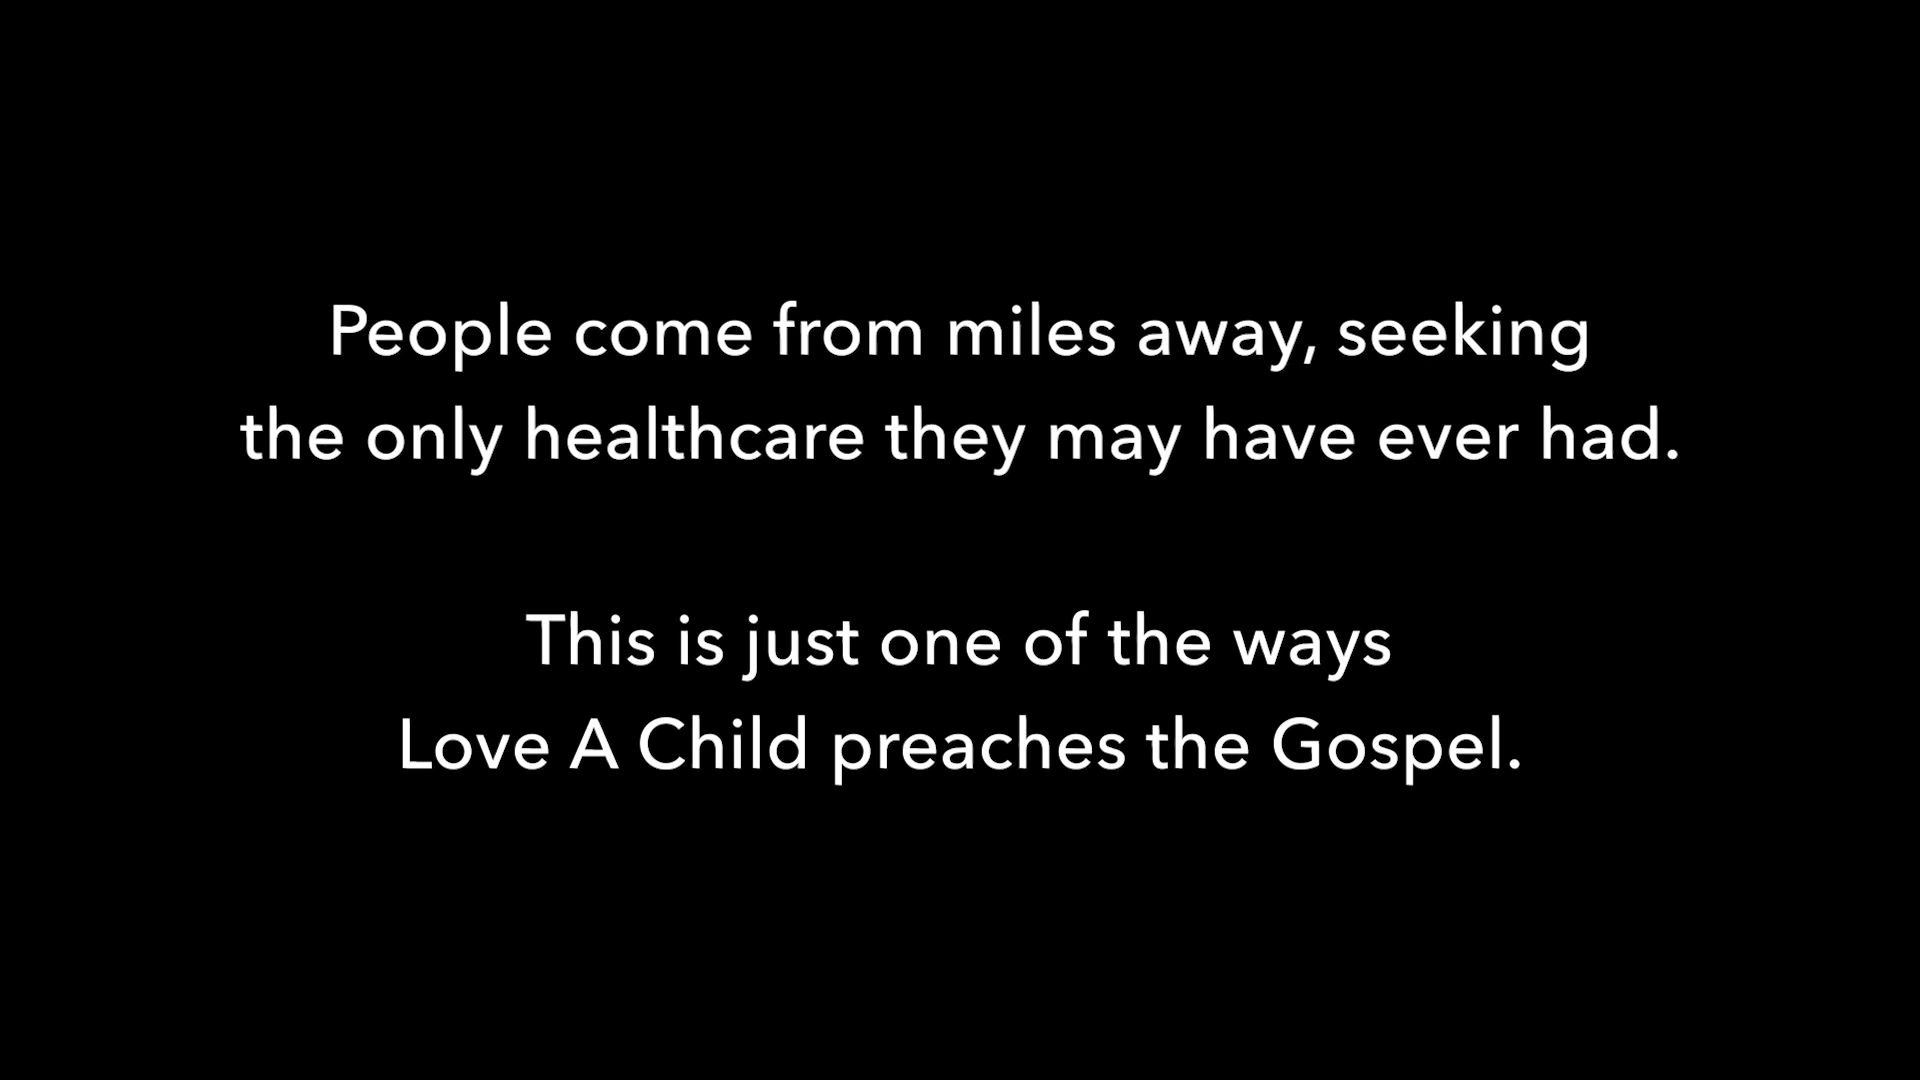 People come from miles away, seeking
the only healthcare they may have ever had.
This is just one of the ways
Love A Child preaches the Gospel.